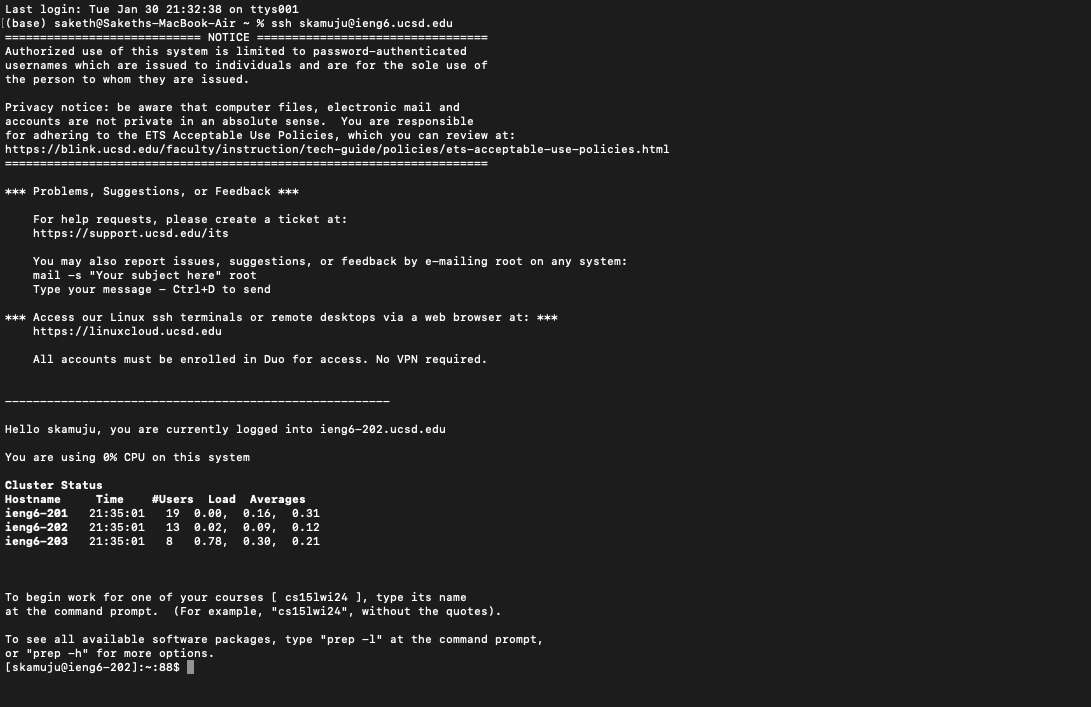 Last login: Tue Jan 30 21:32:38 on ttys001
[(base) saketh@Sakeths-MacBook-Air ~ % ssh skamuju@ieng6.ucsd.edu
============================ NOTICE =================================
Authorized use of this system is limited to password-authenticated
usernames which are issued to individuals and are for the sole use of
the person to whom they are issued.
Privacy notice: be aware that computer files, electronic mail and
accounts are not private in an absolute sense.  You are responsible
for adhering to the ETS Acceptable Use Policies, which you can review at:
https://blink.ucsd.edu/faculty/instruction/tech-guide/policies/ets-acceptable-use-policies.html
=====================================================================
*** Problems, Suggestions, or Feedback ***
For help requests, please create a ticket at:
https://support.ucsd.edu/its
You may also report issues, suggestions, or feedback by e-mailing root on any system:
mail -s "Your subject here" root
Type your message - Ctrl+D to send
*** Access our Linux ssh terminals or remote desktops via a web browser at: ***
https://linuxcloud.ucsd.edu
All accounts must be enrolled in Duo for access. No VPN required.
-------------------------------------------------------
Hello skamuju, you are currently logged into ieng6-202.ucsd.edu
You are using 0% CPU on this system
Cluster Status
Hostname     Time    #Users  Load  Averages
ieng6-201   21:35:01   19  0.00,  0.16,  0.31
ieng6-202   21:35:01   13  0.02,  0.09,  0.12
ieng6-203   21:35:01   8   0.78,  0.30,  0.21
To begin work for one of your courses [ cs15lwi24 ], type its name
at the command prompt.  (For example, "cs15lwi24", without the quotes).
To see all available software packages, type "prep -l" at the command prompt,
or "prep -h" for more options.
[skamuju@ieng6-202]:~:88$